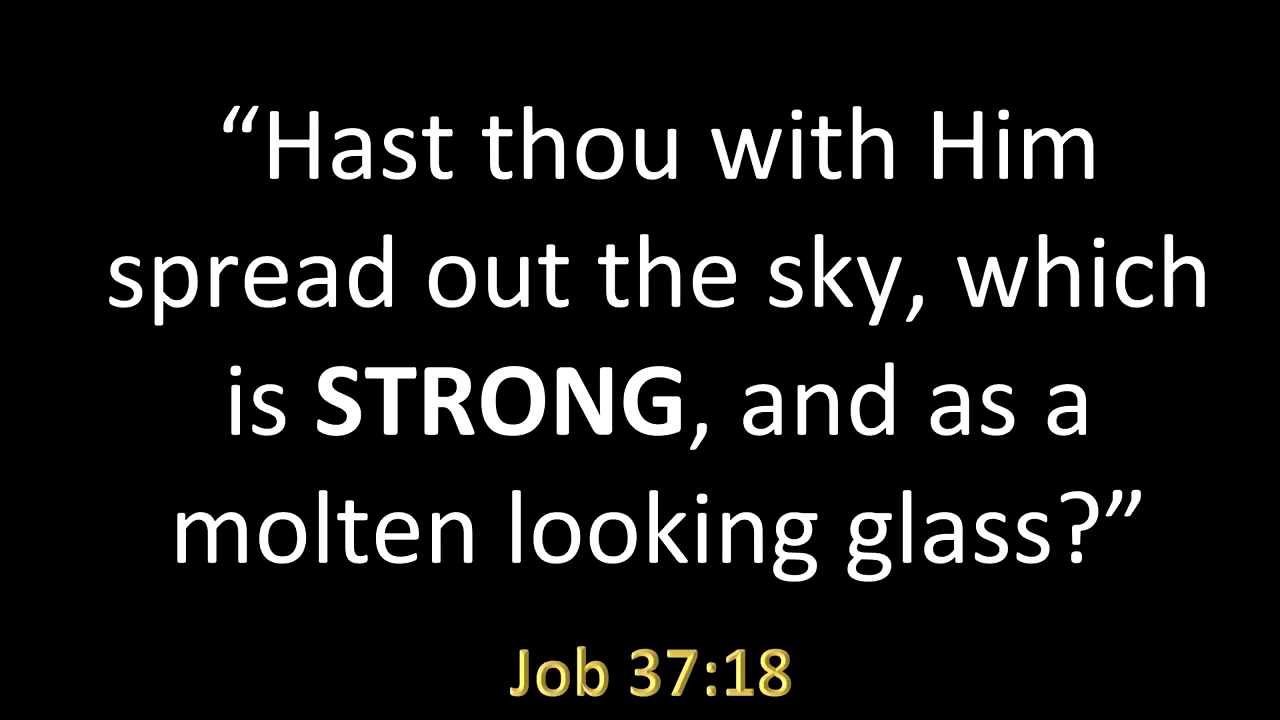 “Hast thou with Him
spread out the sky, which
is STRONG, and as a
molten looking glass?”
Job 37:18